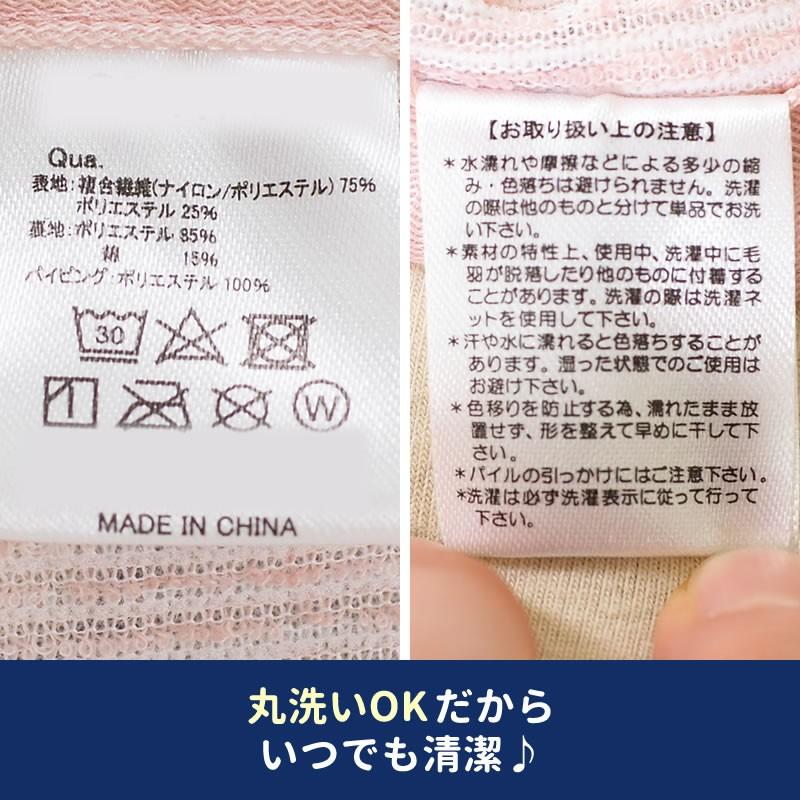 Qua.
表地:複合繊維(ナイロン/ポリエステル) 75%
ポリエステル 25%
裏地:ポリエステル 85%
綿 15%
パイピング:ポリエステル 100%
30
W
MADE IN CHINA
【お取り扱い上の注意】
*水濡れや摩擦などによる多少の縮
み・色落ちは避けられません。洗濯
の際は他のものと分けて単品でお洗
い下さい。
*素材の特性上、使用中、洗濯中に毛
羽が脱落したり他のものに付着する
ことがあります。洗濯の際は洗濯ネ
ットを使用して下さい。
*汗や水に濡れると色落ちすることが
あります。湿った状態でのご使用は
お避け下さい。
*色移りを防止する為、濡れたまま放
置せず、形を整えて早めに干して下
さい。
*パイルの引っかけにはご注意下さい。
*洗濯は必ず洗濯表示に従って行って
下さい。
丸洗いOKだから
いつでも清潔♪